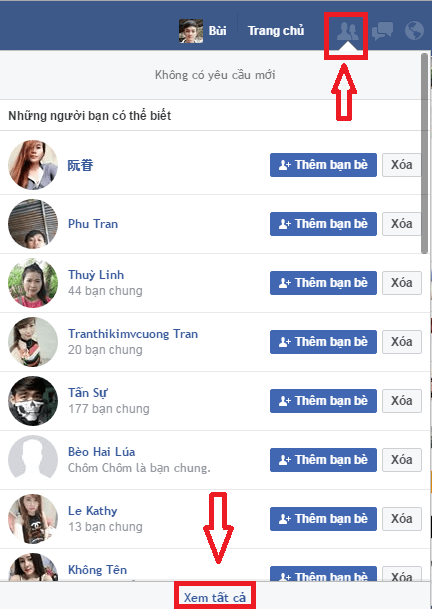 Bùi Trang chủ
Không có yêu cầu mới
Những người bạn có thể biết
阮眷 Thêm bạn bè Xóa
Phu Tran Thêm bạn bè Xóa
Thuỳ Linh
44 bạn chung Thêm bạn bè Xóa
Tranthikimvcuong Tran
20 bạn chung Thêm bạn bè Xóa
Tấn Sự
177 bạn chung Thêm bạn bè Xóa
Bèo Hai Lúa
Chôm Chôm là bạn chung. Thêm bạn bè Xóa
Le Kathy
13 bạn chung Thêm bạn bè Xóa
Không Tên
Thêm bạn bè Xóa
Xem tất cả